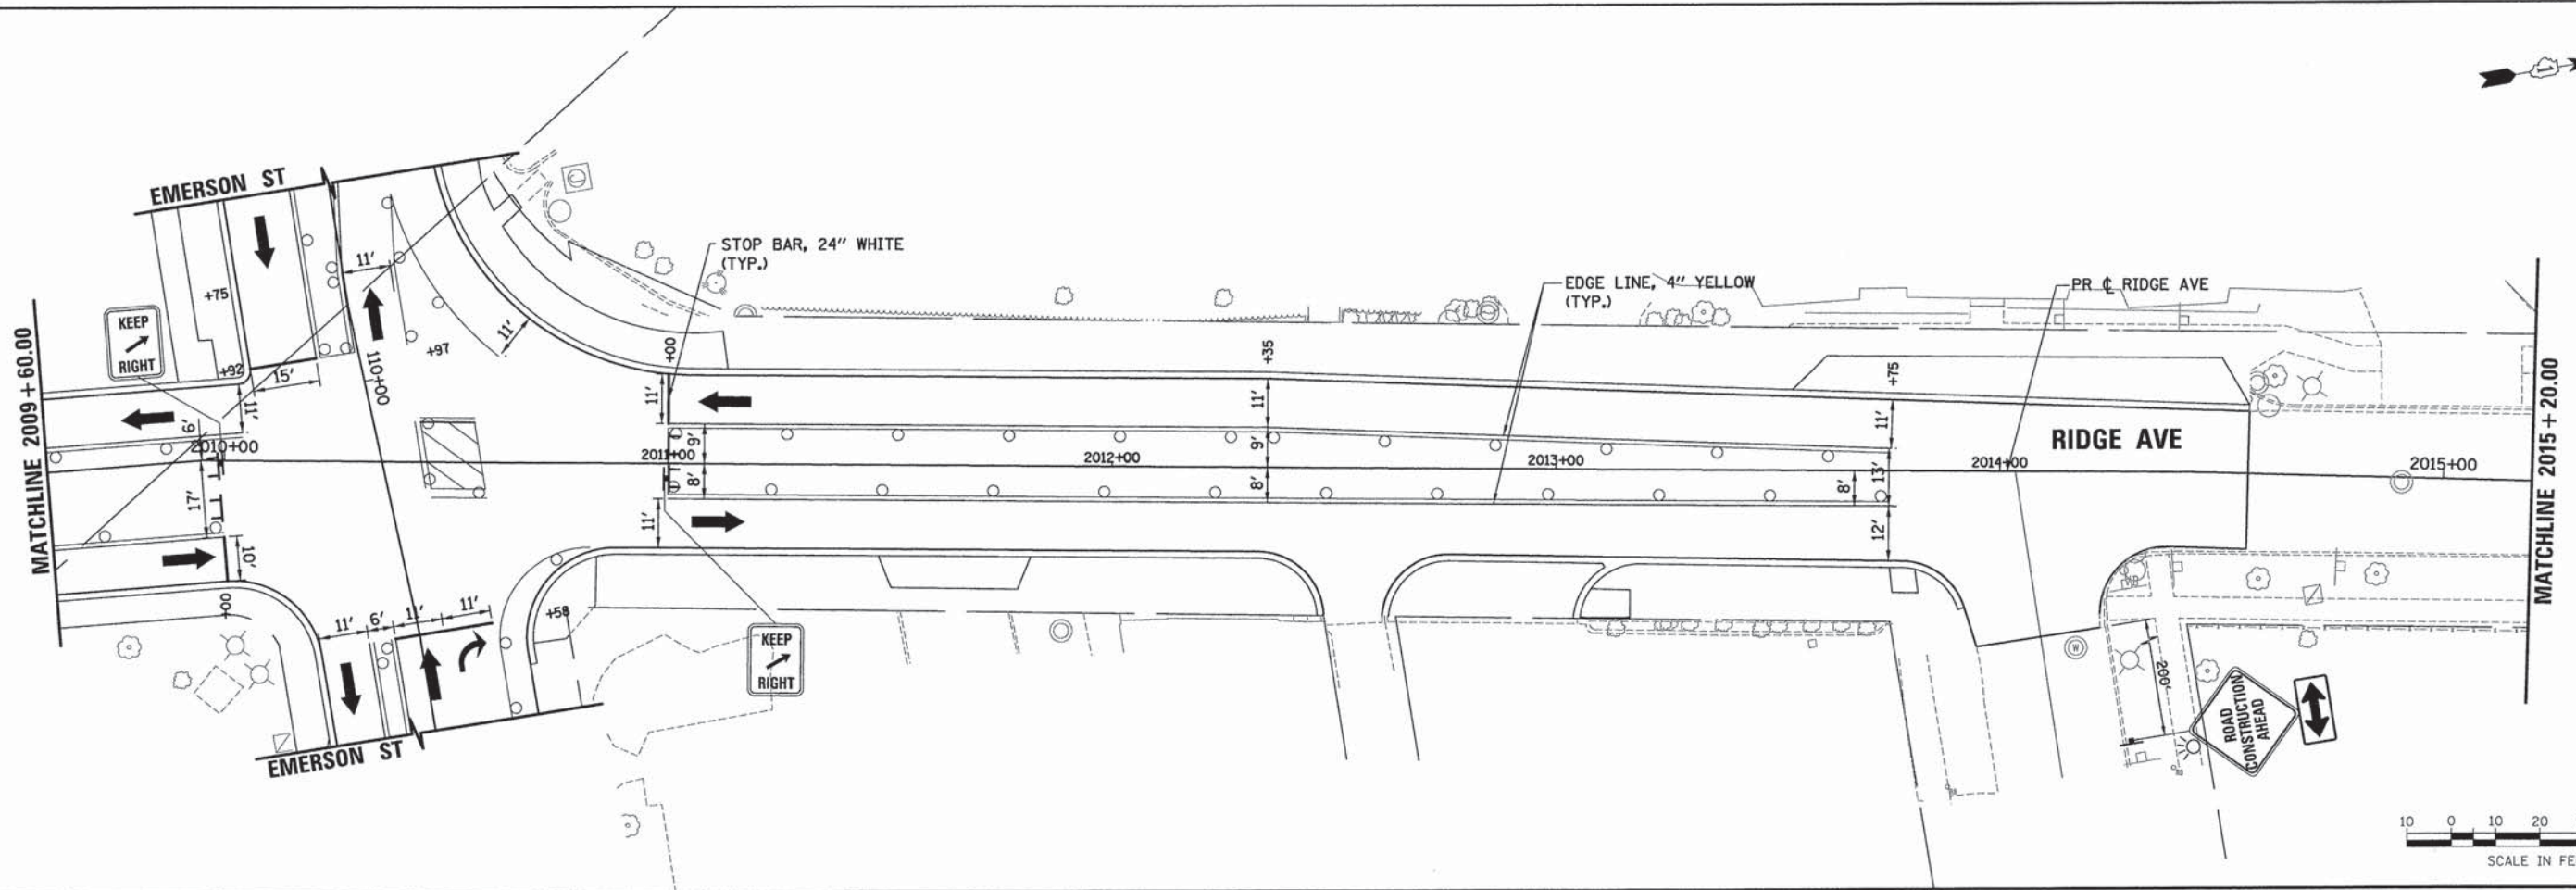 EMERSON ST
STOP BAR, 24" WHITE
(TYP.)
EDGE LINE, 4" YELLOW
(TYP.)
PR ℄ RIDGE AVE
KEEP
RIGHT
+75
11'
+97
11'
110+00
+92
15'
11'
6'
2010+00
17'
10'
+00
MATCHLINE 2009+60.00
+00
11'
9'
2011+00
8'
11'
2012+00
+35
11'
9'
8'
2013+00
+75
11'
8'
13'
12'
2014+00
RIDGE AVE
2015+00
MATCHLINE 2015+20.00
11'
6'
11'
11'
+58
EMERSON ST
KEEP
RIGHT
W
200'
ROAD
CONSTRUCTION
AHEAD
10 0 10 20
SCALE IN FE